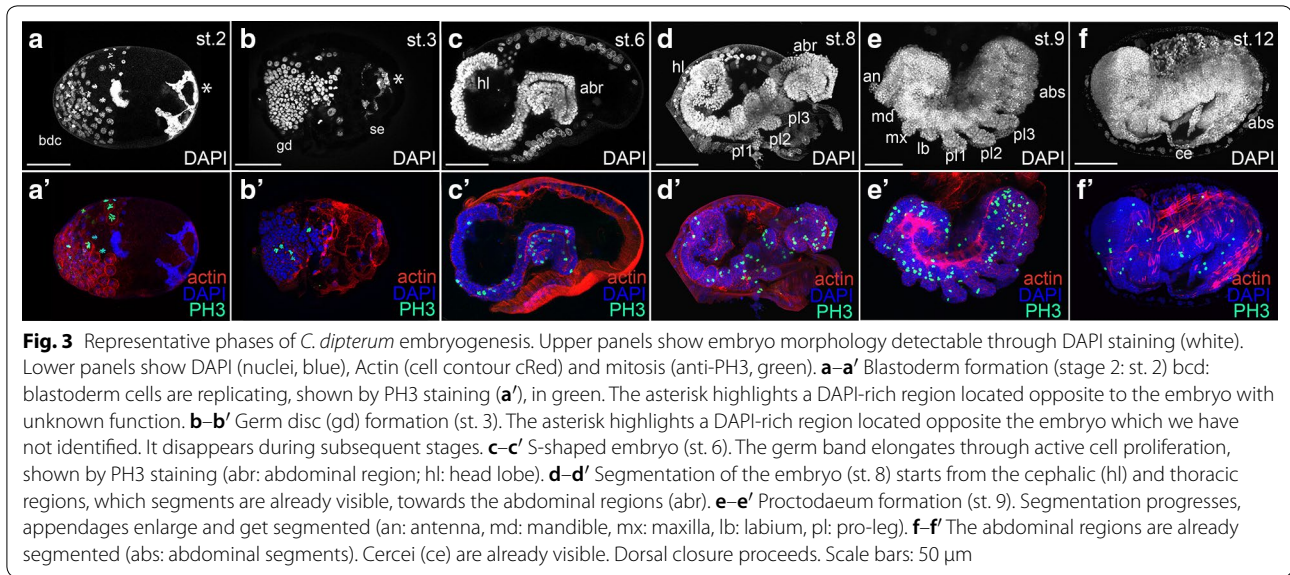 a st.2
bdc
*
DAPI
b st.3
*
gd
se
DAPI
c st.6
hl
abr
DAPI
d st.8
abr
hl
pl3
pl2
pl1
DAPI
e st.9
an
abs
md
mx
lb
pl3
pl2
pl1
DAPI
f st.12
abs
ce
DAPI
a′
actin
DAPI
PH3
b′
actin
DAPI
PH3
c′
actin
DAPI
PH3
d′
actin
DAPI
PH3
e′
actin
DAPI
PH3
f′
actin
DAPI
PH3
Fig. 3 Representative phases of C. dipterum embryogenesis. Upper panels show embryo morphology detectable through DAPI staining (white).
Lower panels show DAPI (nuclei, blue), Actin (cell contour cRed) and mitosis (anti-PH3, green). a–a′ Blastoderm formation (stage 2: st. 2) bcd:
blastoderm cells are replicating, shown by PH3 staining (a′), in green. The asterisk highlights a DAPI-rich region located opposite to the embryo with
unknown function. b–b′ Germ disc (gd) formation (st. 3). The asterisk highlights a DAPI-rich region located opposite the embryo which we have
not identified. It disappears during subsequent stages. c–c′ S-shaped embryo (st. 6). The germ band elongates through active cell proliferation,
shown by PH3 staining (abr: abdominal region; hl: head lobe). d–d′ Segmentation of the embryo (st. 8) starts from the cephalic (hl) and thoracic
regions, which segments are already visible, towards the abdominal regions (abr). e–e′ Proctodaeum formation (st. 9). Segmentation progresses,
appendages enlarge and get segmented (an: antenna, md: mandible, mx: maxilla, lb: labium, pl: pro-leg). f–f′ The abdominal regions are already
segmented (abs: abdominal segments). Cercei (ce) are already visible. Dorsal closure proceeds. Scale bars: 50 μm